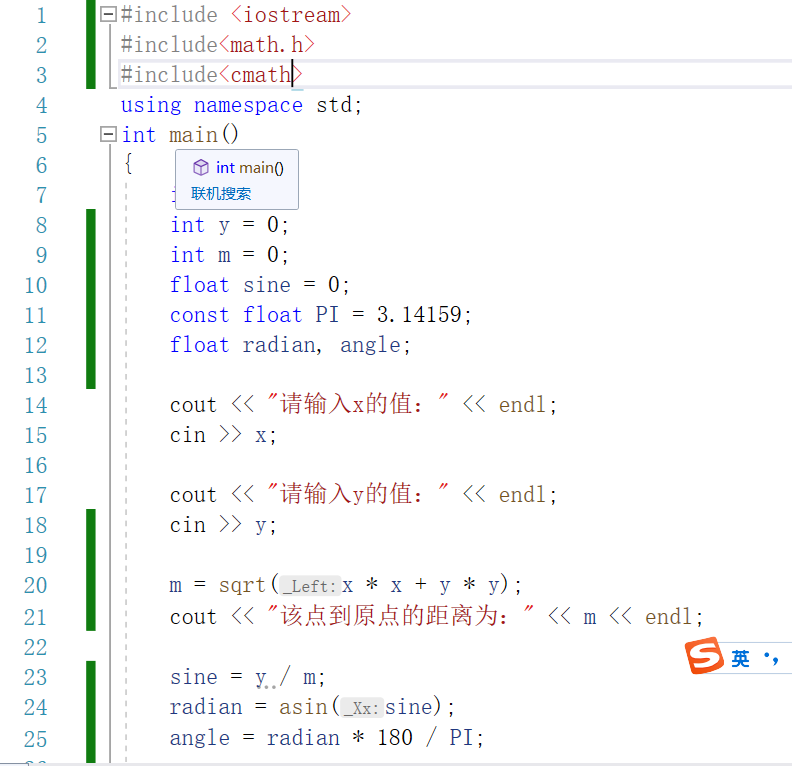 1 #include <iostream>
2 #include<math.h>
3 #include<cmath>
4 using namespace std;
5 int main()
6 {
int main()
联机搜索
7
8 int y = 0;
9 int m = 0;
10 float sine = 0;
11 const float PI = 3.14159;
12 float radian, angle;
13
14 cout << "请输入x的值：" << endl;
15 cin >> x;
16
17 cout << "请输入y的值：" << endl;
18 cin >> y;
19
20 m = sqrt(_Left:x * x + y * y);
21 cout << "该点到原点的距离为：" << m << endl;
22
23 sine = y / m;
24 radian = asin(_Xx:sine);
25 angle = radian * 180 / PI;
S 英